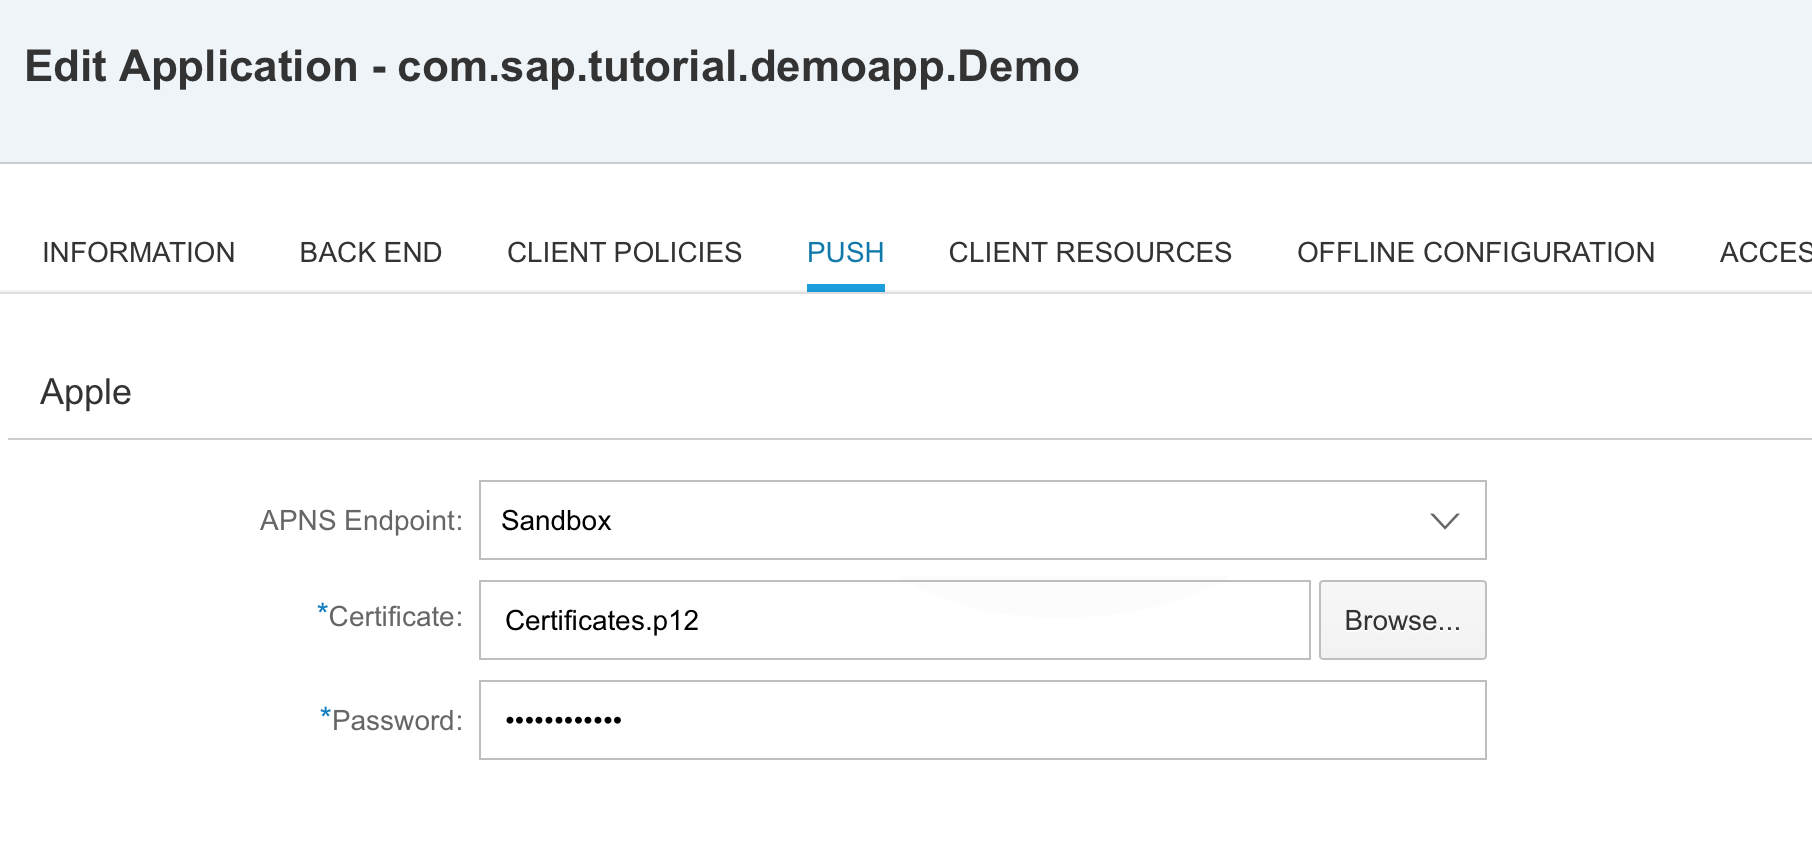 Edit Application - com.sap.tutorial.demoapp.Demo
INFORMATION BACK END CLIENT POLICIES PUSH CLIENT RESOURCES OFFLINE CONFIGURATION ACCES
Apple
APNS Endpoint: Sandbox
*Certificate: Certificates.p12 Browse...
*Password: ••••••••••••